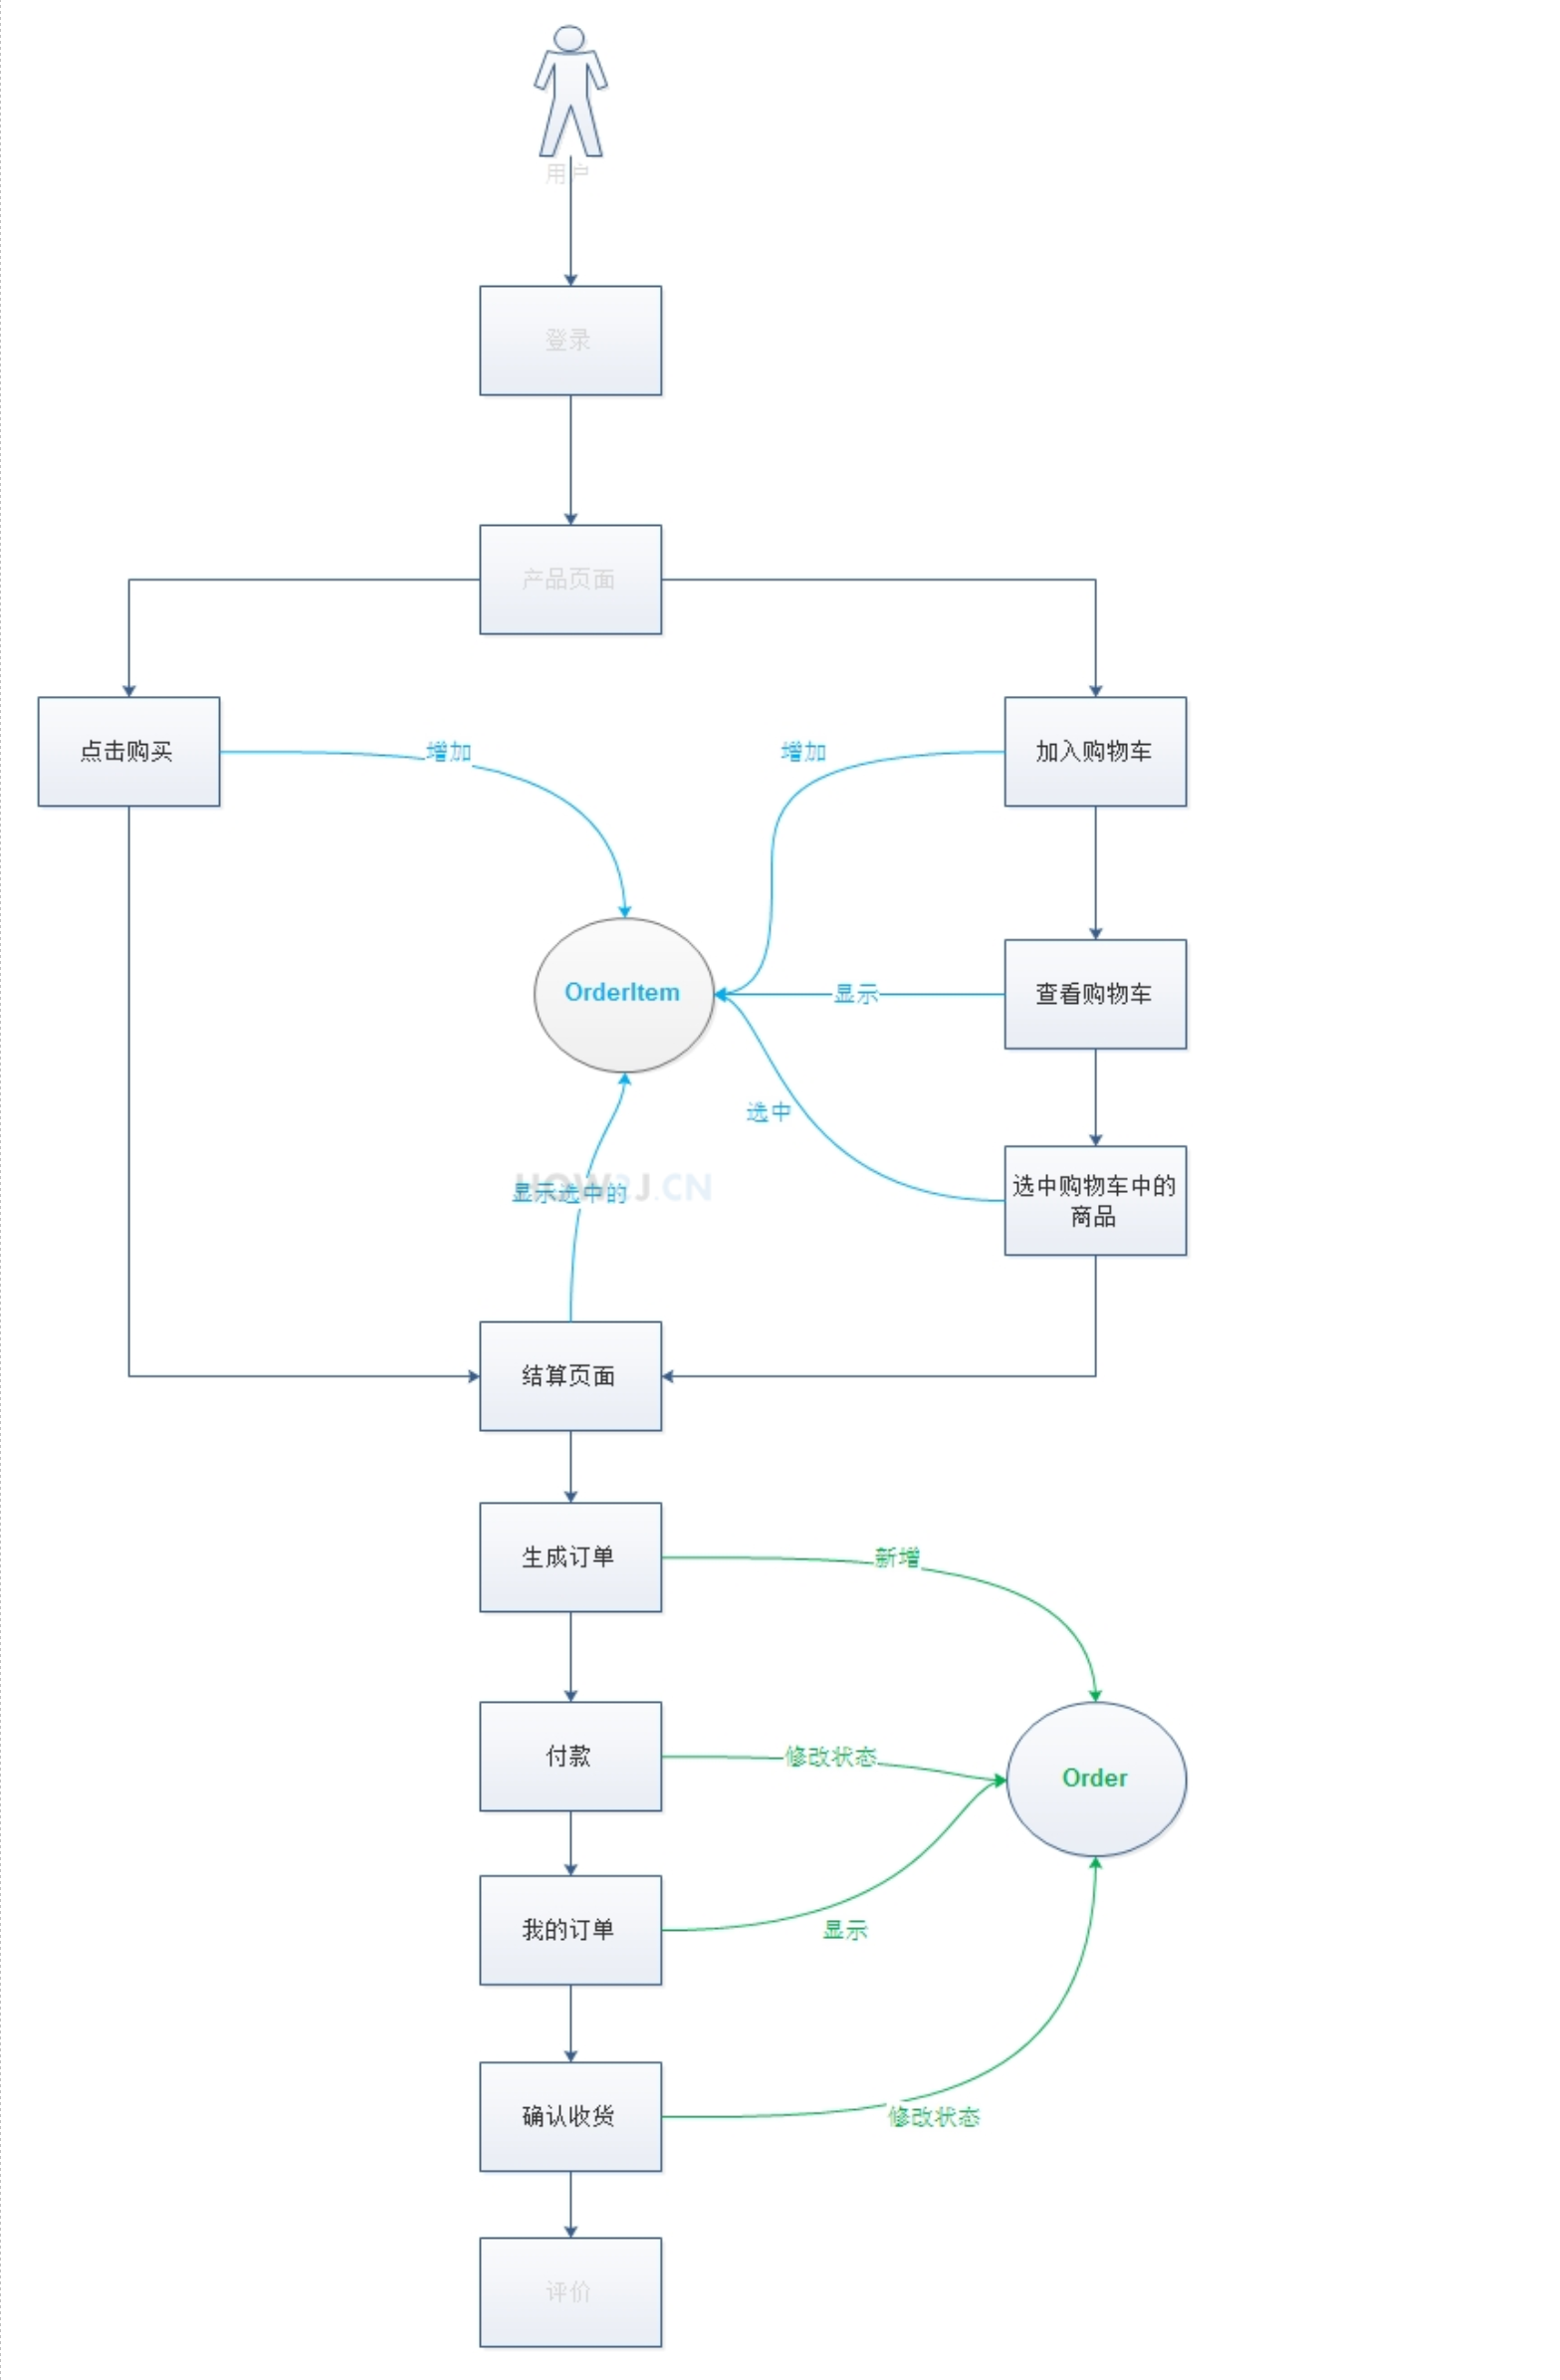 用户
登录
产品页面
点击购买
增加
增加
加入购物车
OrderItem
显示
查看购物车
选中
HOW2J.CN
显示选中的
选中购物车中的
商品
结算页面
生成订单
新增
付款
修改状态
Order
我的订单
显示
确认收货
修改状态
评价